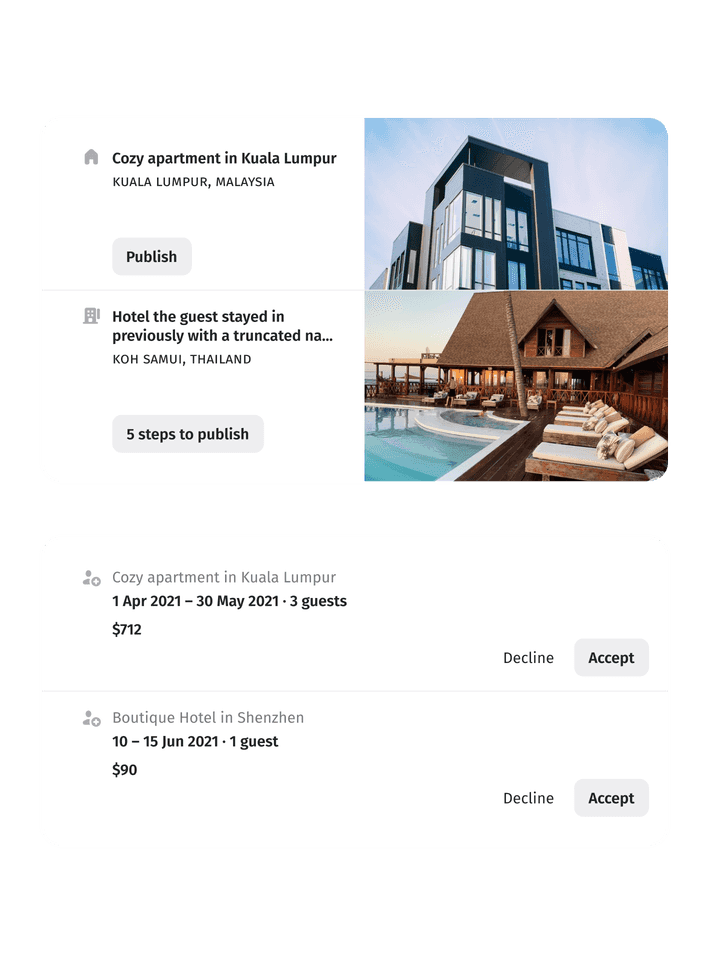 Cozy apartment in Kuala Lumpur
KUALA LUMPUR, MALAYSIA
Publish
Hotel the guest stayed in
previously with a truncated na...
KOH SAMUI, THAILAND
5 steps to publish
Cozy apartment in Kuala Lumpur
1 Apr 2021 – 30 May 2021 · 3 guests
$712
Decline
Accept
Boutique Hotel in Shenzhen
10 – 15 Jun 2021 · 1 guest
$90
Decline
Accept